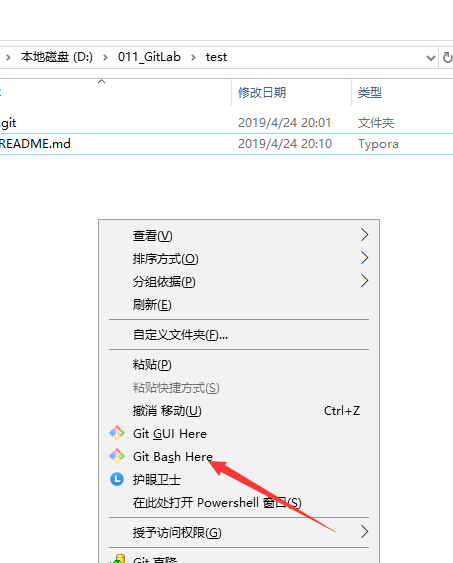 本地磁盘 (D:) 011_GitLab test
修改日期 类型
.git 2019/4/24 20:01 文件夹
README.md 2019/4/24 20:10 Typora
查看(V)
排序方式(O)
分组依据(P)
刷新(E)
自定义文件夹(F)...
粘贴(P)
粘贴快捷方式(S)
撤消 移动(U) Ctrl+Z
Git GUI Here
Git Bash Here
护眼卫士
在此处打开 Powershell 窗口(S)
授予访问权限(G)
Git 克隆